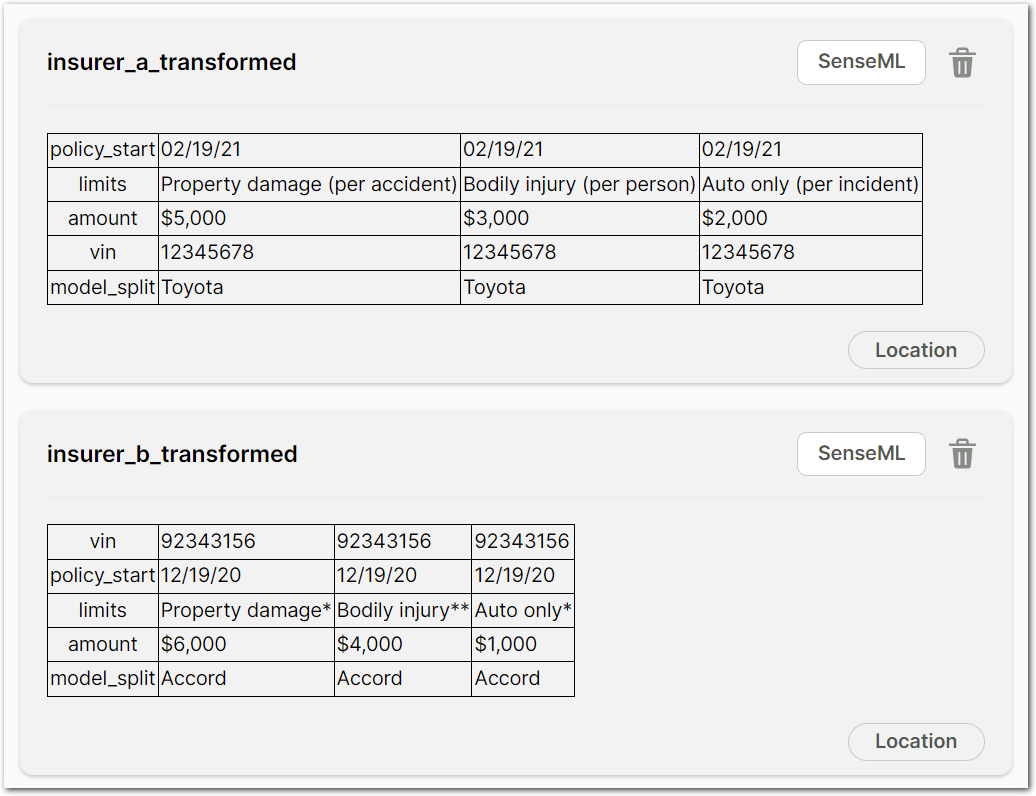 insurer_a_transformed SenseML
policy_start 02/19/21 02/19/21 02/19/21
limits Property damage (per accident) Bodily injury (per person) Auto only (per incident)
amount $5,000 $3,000 $2,000
vin 12345678 12345678 12345678
model_split Toyota Toyota Toyota
Location
insurer_b_transformed SenseML
vin 92343156 92343156 92343156
policy_start 12/19/20 12/19/20 12/19/20
limits Property damage* Bodily injury** Auto only*
amount $6,000 $4,000 $1,000
model_split Accord Accord Accord
Location